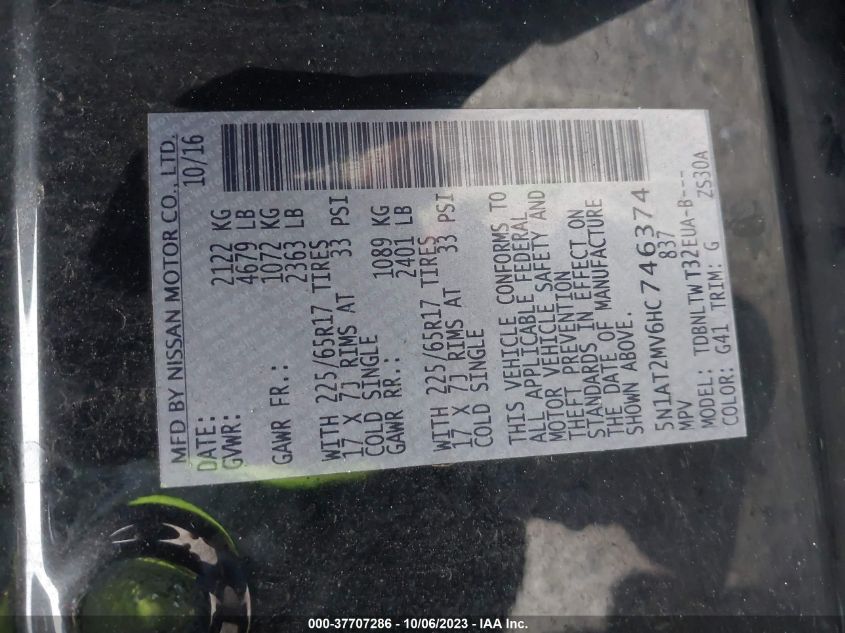 MFD BY NISSAN MOTOR CO., LTD.
DATE: 10/16
GVWR: 2122 KG
4679 LB
GAWR FR.: 1072 KG
2363 LB
WITH 225/65R17 TIRES
17 X 7J RIMS AT 33 PSI
COLD SINGLE
GAWR RR.: 1089 KG
2401 LB
WITH 225/65R17 TIRES
17 X 7J RIMS AT 33 PSI
COLD SINGLE
THIS VEHICLE CONFORMS TO
ALL APPLICABLE FEDERAL
MOTOR VEHICLE SAFETY AND
THEFT PREVENTION
STANDARDS IN EFFECT ON
THE DATE OF MANUFACTURE
SHOWN ABOVE.
5N1AT2MV6HC746374
MPV 837
MODEL: TDBNLTWT32EUA-B---
COLOR: G41 TRIM: G ZS30A
000-37707286 - 10/06/2023 - IAA Inc.